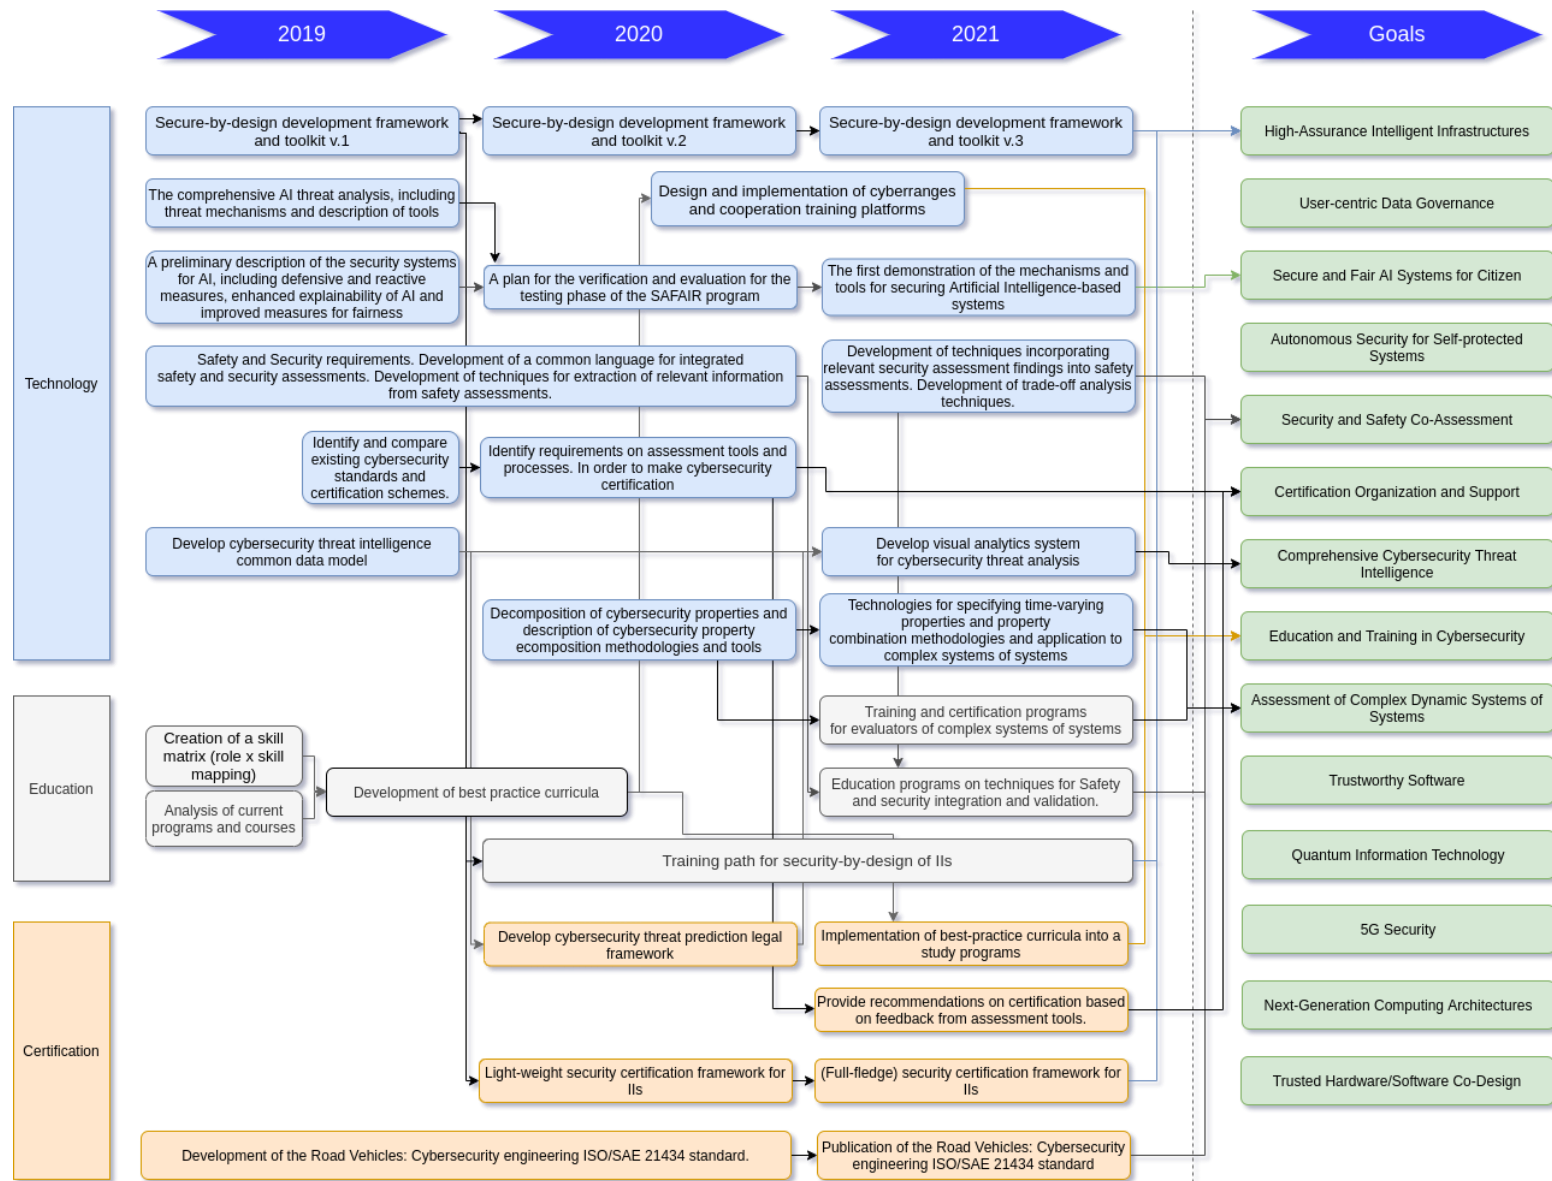 2019
2020
2021
Goals
Technology
Secure-by-design development framework
and toolkit v.1
Secure-by-design development framework
and toolkit v.2
Secure-by-design development framework
and toolkit v.3
High-Assurance Intelligent Infrastructures
The comprehensive AI threat analysis, including
threat mechanisms and description of tools
Design and implementation of cyberranges
and cooperation training platforms
User-centric Data Governance
A preliminary description of the security systems
for AI, including defensive and reactive
measures, enhanced explainability of AI and
improved measures for fairness
A plan for the verification and evaluation for the
testing phase of the SAFAIR program
The first demonstration of the mechanisms and
tools for securing Artificial Intelligence-based
systems
Secure and Fair AI Systems for Citizen
Autonomous Security for Self-protected
Systems
Safety and Security requirements. Development of a common language for integrated
safety and security assessments. Development of techniques for extraction of relevant information
from safety assessments.
Development of techniques incorporating
relevant security assessment findings into safety
assessments. Development of trade-off analysis
techniques.
Security and Safety Co-Assessment
Identify and compare
existing cybersecurity
standards and
certification schemes.
Identify requirements on assessment tools and
processes. In order to make cybersecurity
certification
Certification Organization and Support
Develop cybersecurity threat intelligence
common data model
Develop visual analytics system
for cybersecurity threat analysis
Comprehensive Cybersecurity Threat
Intelligence
Decomposition of cybersecurity properties and
description of cybersecurity property
ecomposition methodologies and tools
Technologies for specifying time-varying
properties and property
combination methodologies and application to
complex systems of systems
Education and Training in Cybersecurity
Education
Training and certification programs
for evaluators of complex systems of systems
Assessment of Complex Dynamic Systems of
Systems
Creation of a skill
matrix (role x skill
mapping)
Analysis of current
programs and courses
Development of best practice curricula
Education programs on techniques for Safety
and security integration and validation.
Trustworthy Software
Training path for security-by-design of IIs
Quantum Information Technology
Certification
Develop cybersecurity threat prediction legal
framework
Implementation of best-practice curricula into a
study programs
5G Security
Provide recommendations on certification based
on feedback from assessment tools.
Next-Generation Computing Architectures
Light-weight security certification framework for
IIs
(Full-fledge) security certification framework for
IIs
Trusted Hardware/Software Co-Design
Development of the Road Vehicles: Cybersecurity engineering ISO/SAE 21434 standard.
Publication of the Road Vehicles: Cybersecurity
engineering ISO/SAE 21434 standard